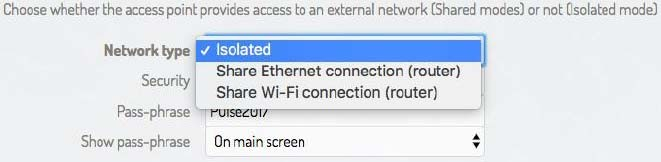 Choose whether the access point provides access to an external network (Shared modes) or not (Isolated mode)
Network type ✓ Isolated
Share Ethernet connection (router)
Security
Share Wi-Fi connection (router)
Pass-phrase Pulse2017
Show pass-phrase On main screen